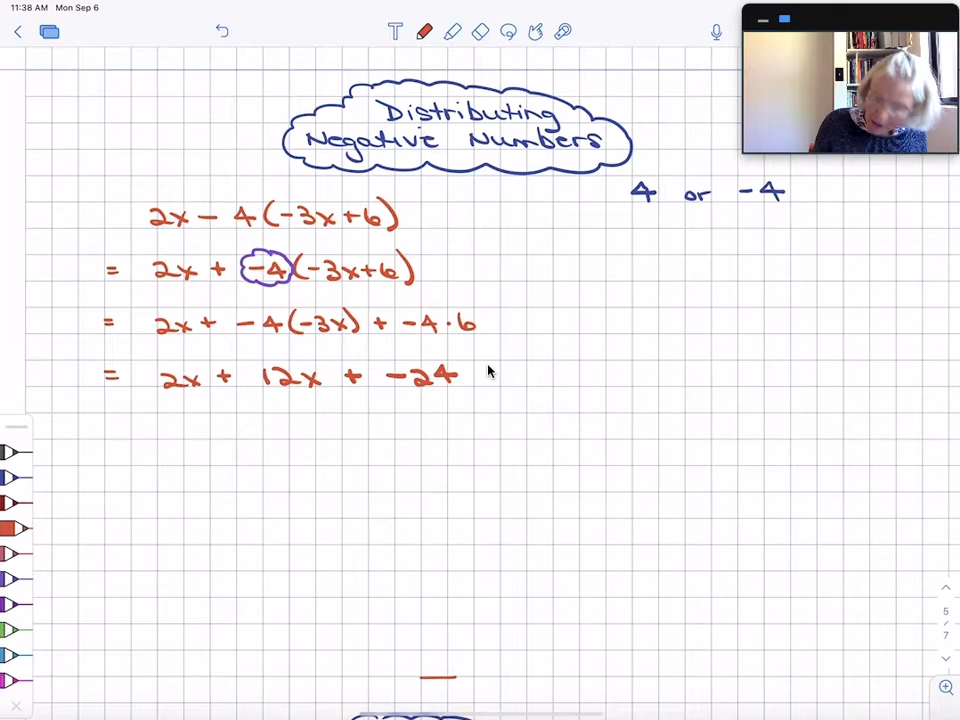 11:38 AM Mon Sep 6
Distributing
Negative Numbers
4 or -4
2x - 4(-3x+6)
= 2x + -4(-3x+6)
= 2x + -4(-3x) + -4·6
= 2x + 12x + -24
5
/
7